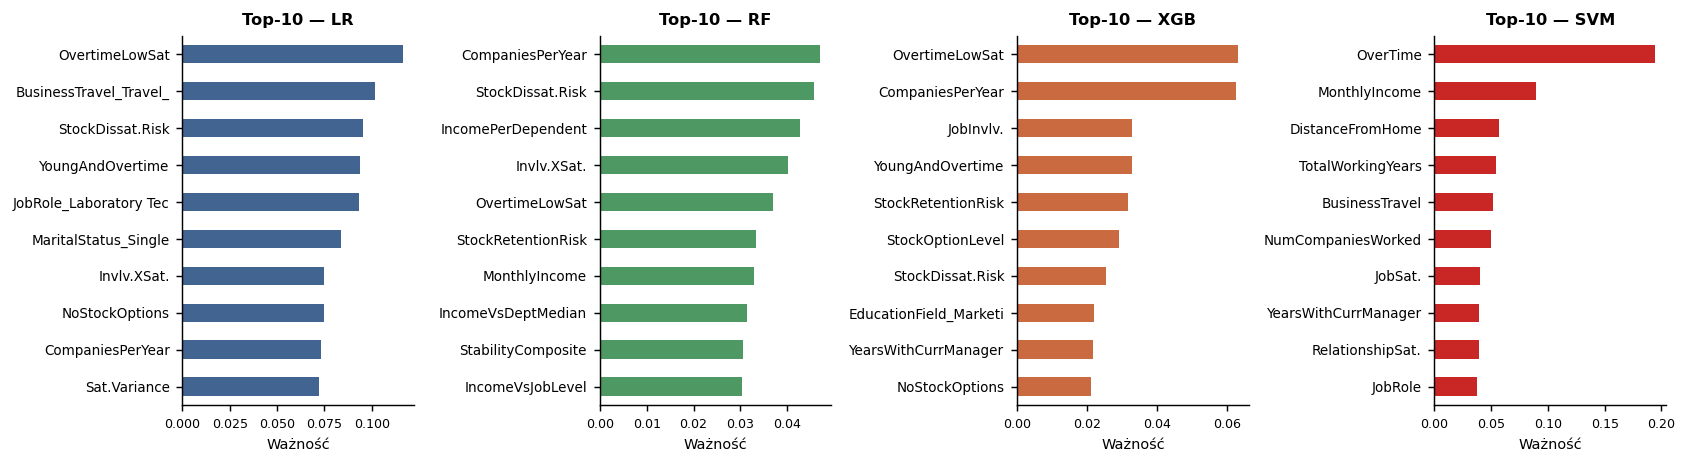 Top-10 — LR
OvertimeLowSat
BusinessTravel_Travel_
StockDissat.Risk
YoungAndOvertime
JobRole_Laboratory Tec
MaritalStatus_Single
Invlv.XSat.
NoStockOptions
CompaniesPerYear
Sat.Variance
0.000 0.025 0.050 0.075 0.100
Ważność
Top-10 — RF
CompaniesPerYear
StockDissat.Risk
IncomePerDependent
Invlv.XSat.
OvertimeLowSat
StockRetentionRisk
MonthlyIncome
IncomeVsDeptMedian
StabilityComposite
IncomeVsJobLevel
0.00 0.01 0.02 0.03 0.04
Ważność
Top-10 — XGB
OvertimeLowSat
CompaniesPerYear
JobInvlv.
YoungAndOvertime
StockRetentionRisk
StockOptionLevel
StockDissat.Risk
EducationField_Marketi
YearsWithCurrManager
NoStockOptions
0.00 0.02 0.04 0.06
Ważność
Top-10 — SVM
OverTime
MonthlyIncome
DistanceFromHome
TotalWorkingYears
BusinessTravel
NumCompaniesWorked
JobSat.
YearsWithCurrManager
RelationshipSat.
JobRole
0.00 0.05 0.10 0.15 0.20
Ważność